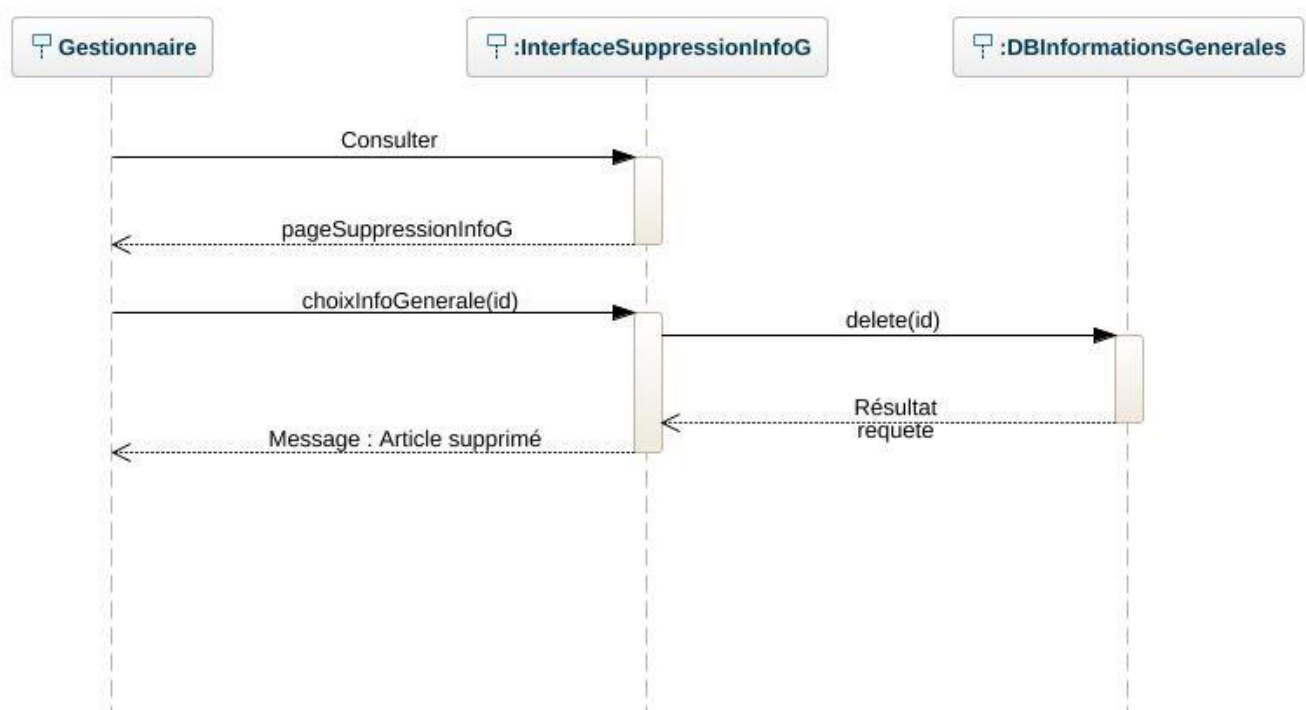 Gestionnaire
:InterfaceSuppressionInfoG
:DBInformationsGenerales
Consulter
pageSuppressionInfoG
choixInfoGenerale(id)
delete(id)
Résultat
requete
Message : Article supprimé